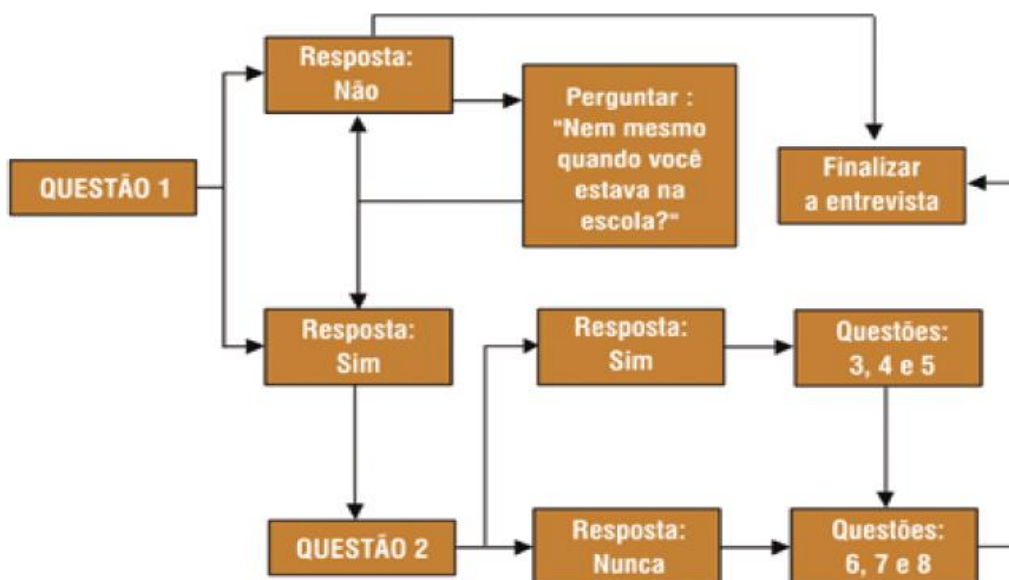 Resposta:
Não
Perguntar :
"Nem mesmo
quando você
estava na
escola?"
QUESTÃO 1
Finalizar
a entrevista
Resposta:
Sim
Resposta:
Sim
Questões:
3, 4 e 5
QUESTÃO 2
Resposta:
Nunca
Questões:
6, 7 e 8